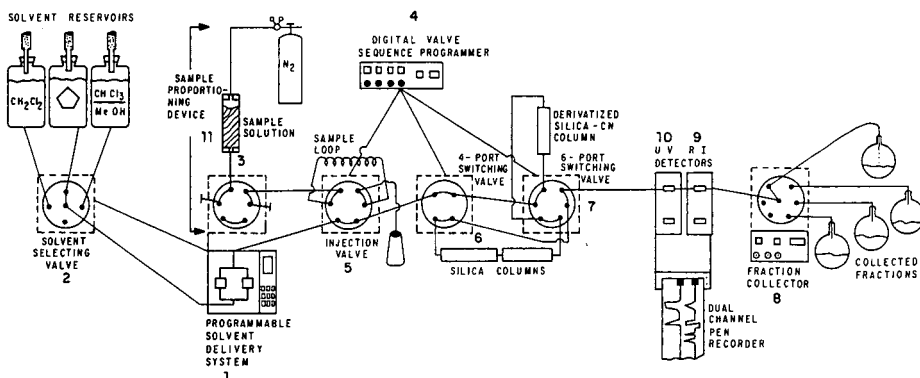 SOLVENT RESERVOIRS
CH2Cl2
CHCl3
MeOH
SOLVENT
SELECTING
VALVE
2
SAMPLE
PROPORTIO-
NING
DEVICE
11
N2
SAMPLE
SOLUTION
3
PROGRAMMABLE
SOLVENT
DELIVERY
SYSTEM
1
SAMPLE
LOOP
INJECTION
VALVE
5
4
DIGITAL VALVE
SEQUENCE PROGRAMMER
4-PORT
SWITCHING
VALVE
6
SILICA COLUMNS
DERIVATIZED
SILICA-CN
COLUMN
6-PORT
SWITCHING
VALVE
7
10 9
UV RI
DETECTORS
DUAL
CHANNEL
PEN
RECORDER
FRACTION
COLLECTOR
8
COLLECTED
FRACTIONS